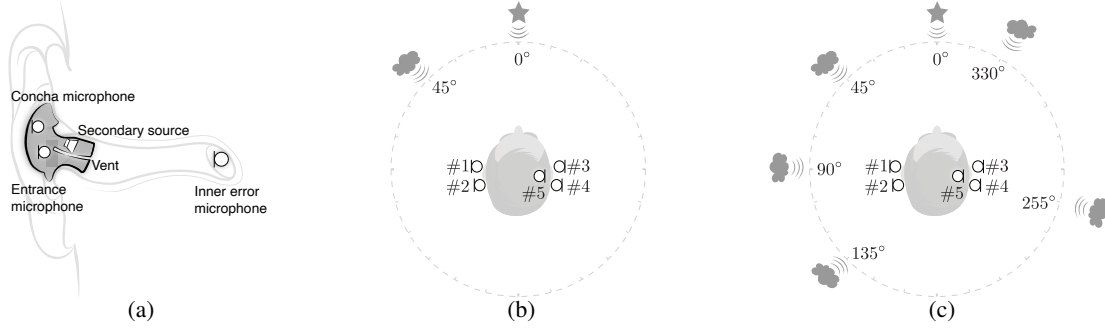 Concha microphone
Secondary source
Vent
Entrance
microphone
Inner error
microphone
(a)
0°
45°
#1
#2
#3
#4
#5
(b)
0°
330°
45°
90°
#1
#2
#3
#4
#5
255°
135°
(c)